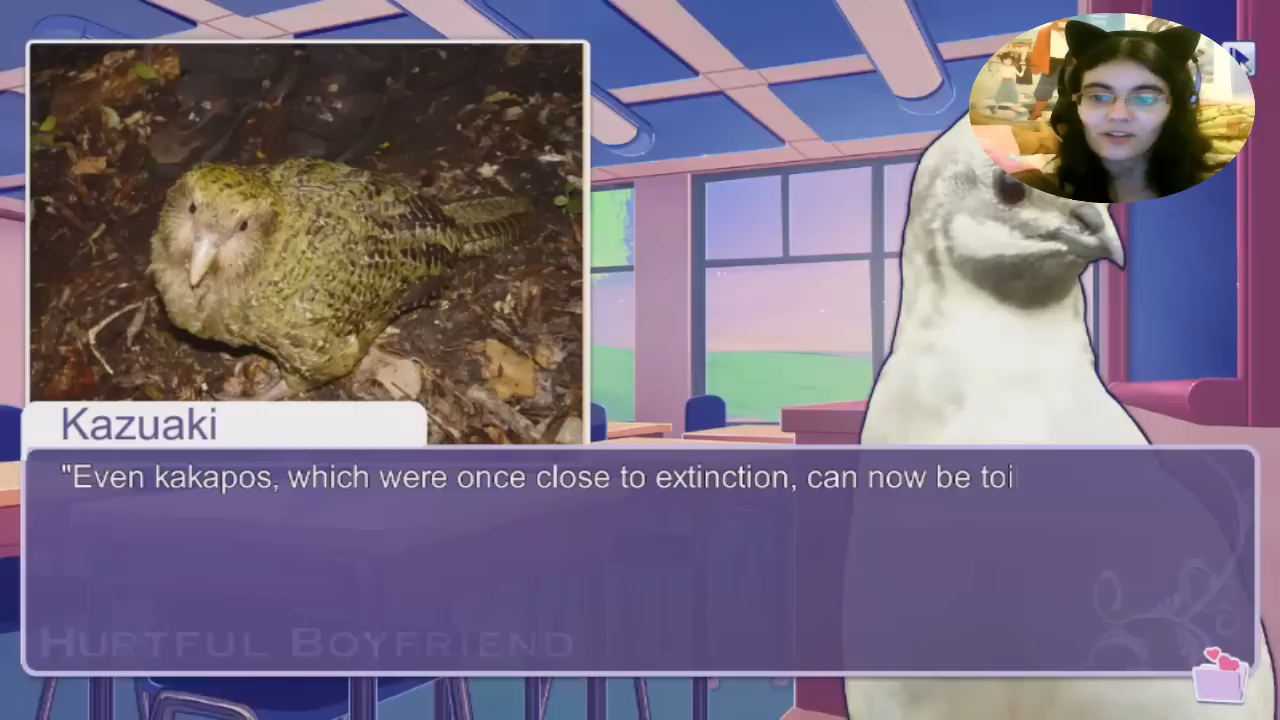 Kazuaki
"Even kakapos, which were once close to extinction, can now be toi
HURTFUL BOYFRIEND